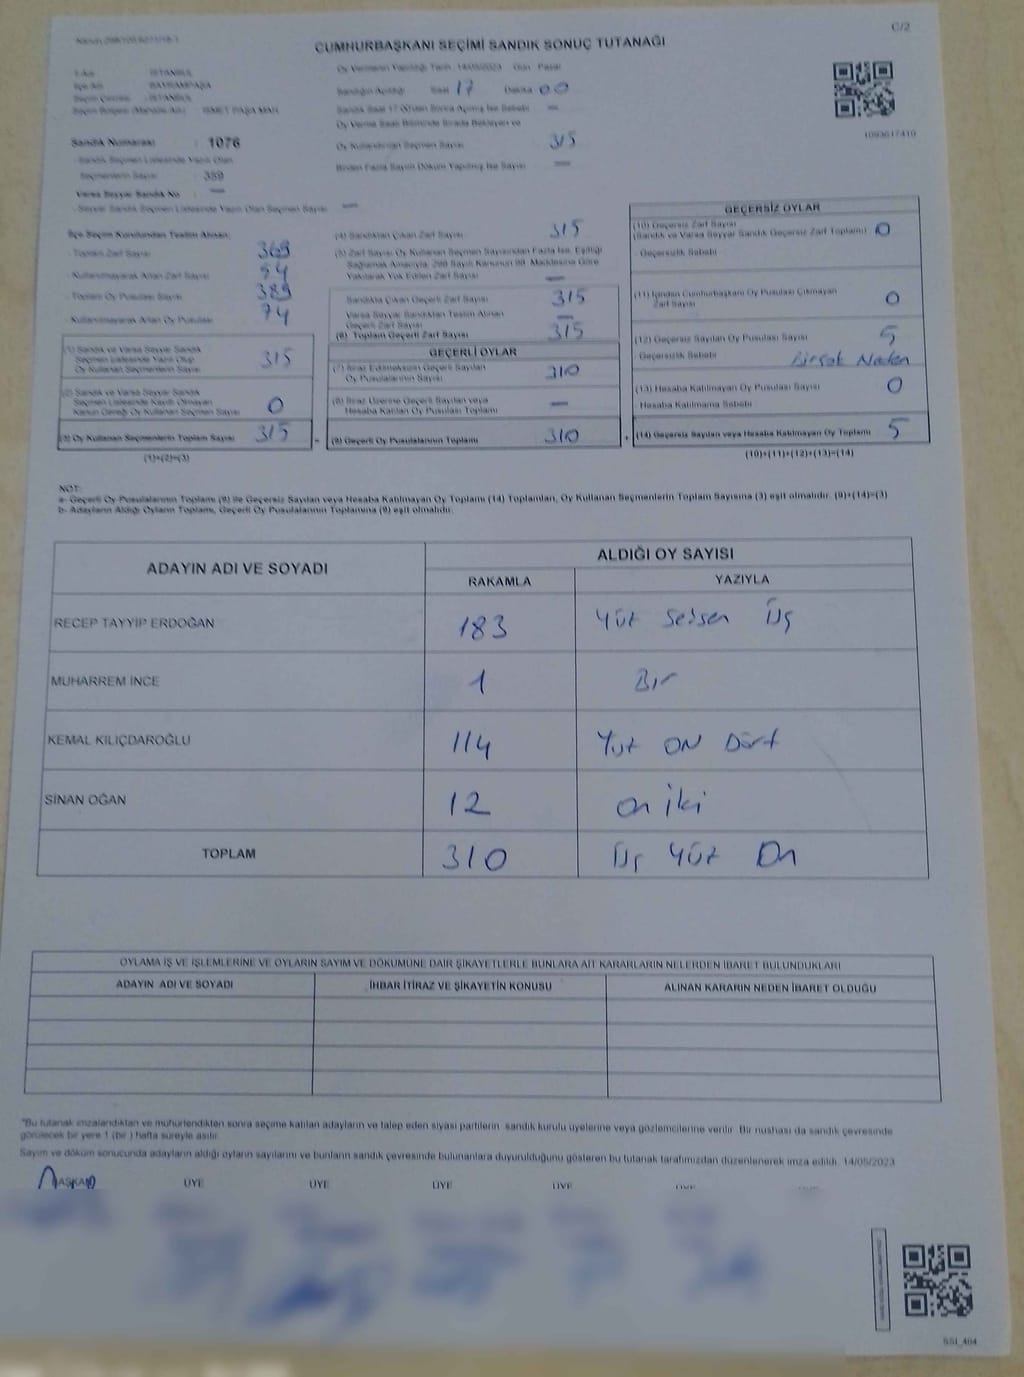 C/2
CUMHURBAŞKANI SEÇİMİ SANDIK SONUÇ TUTANAĞI
İli Adı : İSTANBUL
İlçe Adı : BAYRAMPAŞA
Seçim Çevresi : İSTANBUL
Seçim Bölgesi (Mahalle Adı) : İSMET PAŞA MAH.
Oy Vermenin Yapıldığı Tarih 14/05/2023 Gün Pazar
Sandığın Açıldığı Saat 17 Dakika 00
Sandık Saat 17:00'den Sonra Açılmış İse Sebebi —
Oy Verme Saati Bitiminde Sırada Bekleyen ve
Oy Kullandırılan Seçmen Sayısı 315
Birden Fazla Sayım Döküm Yapılmış İse Sayısı —
1093617410
Sandık Numarası : 1076
- Sandık Seçmen Listesinde Yazılı Olan
Seçmenlerin Sayısı 359
Varsa Seyyar Sandık No —
- Seyyar Sandık Seçmen Listesinde Yazılı Olan Seçmen Sayısı —
İlçe Seçim Kurulundan Teslim Alınan;
- Toplam Zarf Sayısı
- Kullanılmayarak Artan Zarf Sayısı
- Toplam Oy Pusulası Sayısı
- Kullanılmayarak Artan Oy Pusulası 74
(1) Sandık ve Varsa Seyyar Sandık
Seçmen Listesinde Yazılı Olup
Oy Kullanan Seçmenlerin Sayısı 315
(2) Sandık ve Varsa Seyyar Sandık
Seçmen Listesinde Kayıtlı Olmayan
Kanun Gereği Oy Kullanan Seçmen Sayısı 0
(3) Oy Kullanan Seçmenlerin Toplam Sayısı 315
(1)+(2)=(3)
(4) Sandıktan Çıkan Zarf Sayısı 315
(5) Zarf Sayısı Oy Kullanan Seçmen Sayısından Fazla İse, Eşitliği
Sağlamak Amacıyla, 298 Sayılı Kanunun 98. Maddesine Göre
Yakılarak Yok Edilen Zarf Sayısı —
Sandıkta Çıkan Geçerli Zarf Sayısı 315
Varsa Seyyar Sandıktan Teslim Alınan
Geçerli Zarf Sayısı —
(6) Toplam Geçerli Zarf Sayısı 315
GEÇERLİ OYLAR
(7) İtiraz Edilmeksizin Geçerli Sayılan
Oy Pusulalarının Sayısı 310
(8) İtiraz Üzerine Geçerli Sayılan veya
Hesaba Katılan Oy Pusulası Toplamı —
(9) Geçerli Oy Pusulalarının Toplamı 310
GEÇERSİZ OYLAR
(10) Geçersiz Zarf Sayısı
(Sandık ve Varsa Seyyar Sandık Geçersiz Zarf Toplamı) 0
Geçersizlik Sebebi
(11) İçinden Cumhurbaşkanı Oy Pusulası Çıkmayan
Zarf Sayısı 0
(12) Geçersiz Sayılan Oy Pusulası Sayısı 5
Geçersizlik Sebebi Birçok Neden
(13) Hesaba Katılmayan Oy Pusulası Sayısı 0
Hesaba Katılmama Sebebi
(14) Geçersiz Sayılan veya Hesaba Katılmayan Oy Toplamı 5
(10)+(11)+(12)+(13)=(14)
NOT:
a- Geçerli Oy Pusulalarının Toplamı (9) ile Geçersiz Sayılan veya Hesaba Katılmayan Oy Toplamı (14) Toplamları, Oy Kullanan Seçmenlerin Toplam Sayısına (3) eşit olmalıdır. (9)+(14)=(3)
b- Adayların Aldığı Oyların Toplamı, Geçerli Oy Pusulalarının Toplamına (9) eşit olmalıdır.
ADAYIN ADI VE SOYADI ALDIĞI OY SAYISI
RAKAMLA YAZIYLA
RECEP TAYYİP ERDOĞAN 183 Yüz Seksen Üç
MUHARREM İNCE 1 Bir
KEMAL KILIÇDAROĞLU 114 Yüz ON Dört
SİNAN OĞAN 12 on iki
TOPLAM 310 Üç Yüz On
OYLAMA İŞ VE İŞLEMLERİNE VE OYLARIN SAYIM VE DÖKÜMÜNE DAİR ŞİKAYETLERLE BUNLARA AİT KARARLARIN NELERDEN İBARET BULUNDUKLARI
ADAYIN ADI VE SOYADI İHBAR İTİRAZ VE ŞİKAYETİN KONUSU ALINAN KARARIN NEDEN İBARET OLDUĞU
"Bu tutanak imzalandıktan ve mühürlendikten sonra seçime katılan adayların ve talep eden siyasi partilerin sandık kurulu üyelerine veya gözlemcilerine verilir. Bir nüshası da sandık çevresinde
görülecek bir yere 1 (bir) hafta süreyle asılır.
Sayım ve döküm sonucunda adayların aldığı oyların sayılarını ve bunların sandık çevresinde bulunanlara duyurulduğunu gösteren bu tutanak tarafımızdan düzenlenerek imza edildi. 14/05/2023
BAŞKAN ÜYE ÜYE ÜYE ÜYE ÜYE
SSI_404